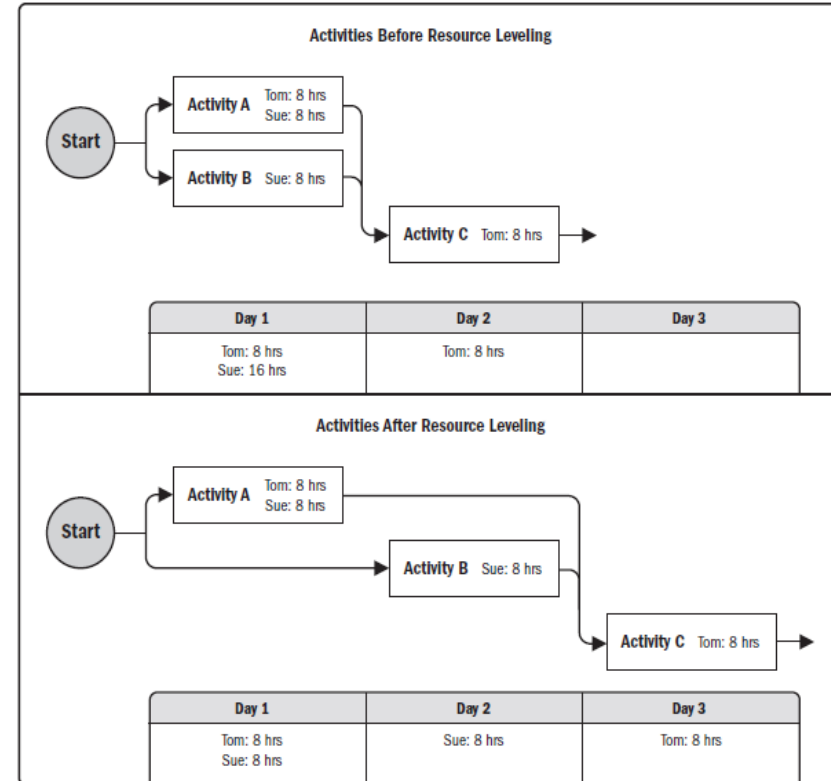 Activities Before Resource Leveling
Start
Activity A
Tom: 8 hrs
Sue: 8 hrs
Activity B Sue: 8 hrs
Activity C Tom: 8 hrs
Day 1 Day 2 Day 3
Tom: 8 hrs Tom: 8 hrs
Sue: 16 hrs
Activities After Resource Leveling
Start
Activity A
Tom: 8 hrs
Sue: 8 hrs
Activity B Sue: 8 hrs
Activity C Tom: 8 hrs
Day 1 Day 2 Day 3
Tom: 8 hrs Sue: 8 hrs Tom: 8 hrs
Sue: 8 hrs